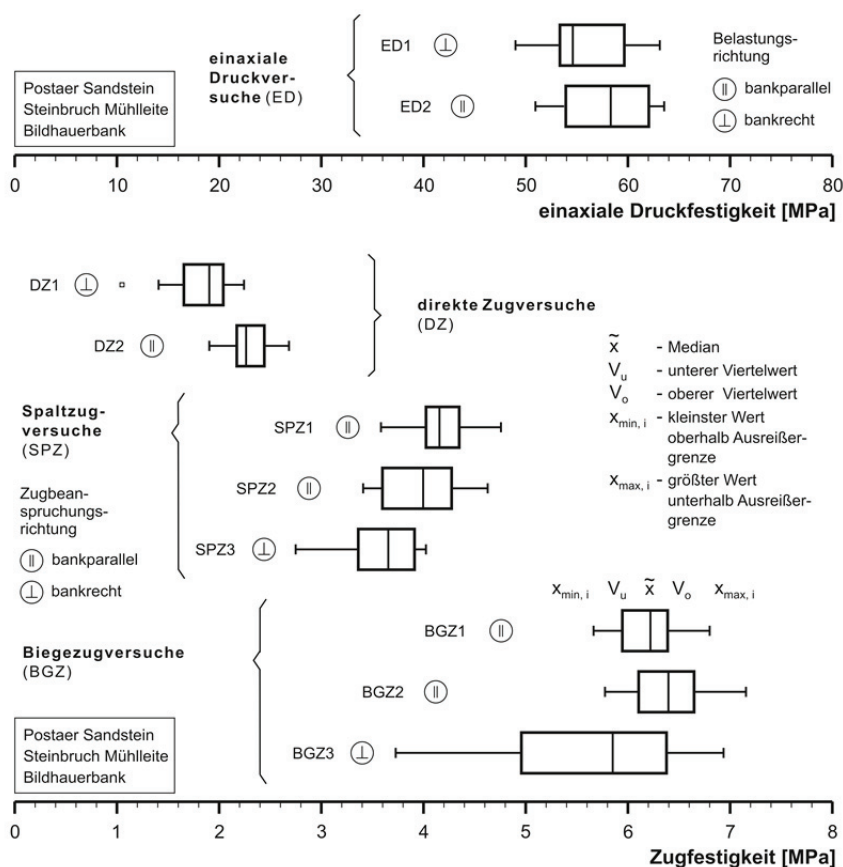 einaxiale
Druckver-
suche (ED)
ED1 ⊥
ED2 ||
Belastungs-
richtung
|| bankparallel
⊥ bankrecht
Postaer Sandstein
Steinbruch Mühlleite
Bildhauerbank
0 10 20 30 40 50 60 70 80
einaxiale Druckfestigkeit [MPa]
DZ1 ⊥
DZ2 ||
direkte Zugversuche
(DZ)
x̃ - Median
Vu - unterer Viertelwert
Vo - oberer Viertelwert
xmin, i - kleinster Wert
oberhalb Ausreißer-
grenze
xmax, i - größter Wert
unterhalb Ausreißer-
grenze
Spaltzug-
versuche
(SPZ)
SPZ1 ||
SPZ2 ||
SPZ3 ⊥
Zugbean-
spruchungs-
richtung
|| bankparallel
⊥ bankrecht
xmin, i Vu x̃ Vo xmax, i
Biegezugversuche
(BGZ)
BGZ1 ||
BGZ2 ||
BGZ3 ⊥
Postaer Sandstein
Steinbruch Mühlleite
Bildhauerbank
0 1 2 3 4 5 6 7 8
Zugfestigkeit [MPa]